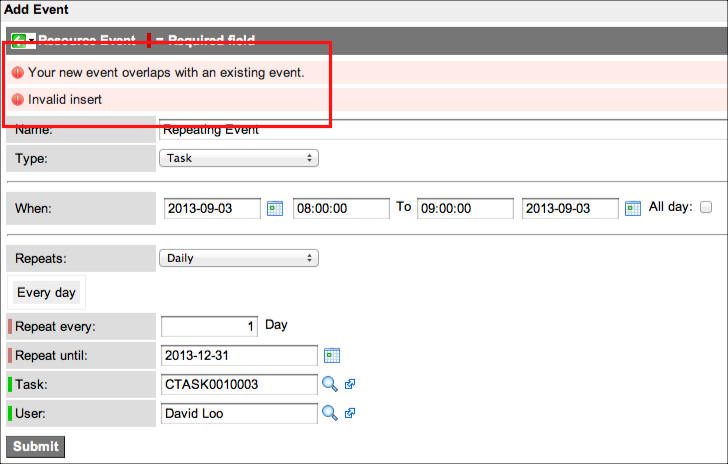 Add Event
Resource Event = Required field
Your new event overlaps with an existing event.
Invalid insert
Name: Repeating Event
Type: Task
When: 2013-09-03 08:00:00 To 09:00:00 2013-09-03 All day:
Repeats: Daily
Every day
Repeat every: 1 Day
Repeat until: 2013-12-31
Task: CTASK0010003
User: David Loo
Submit